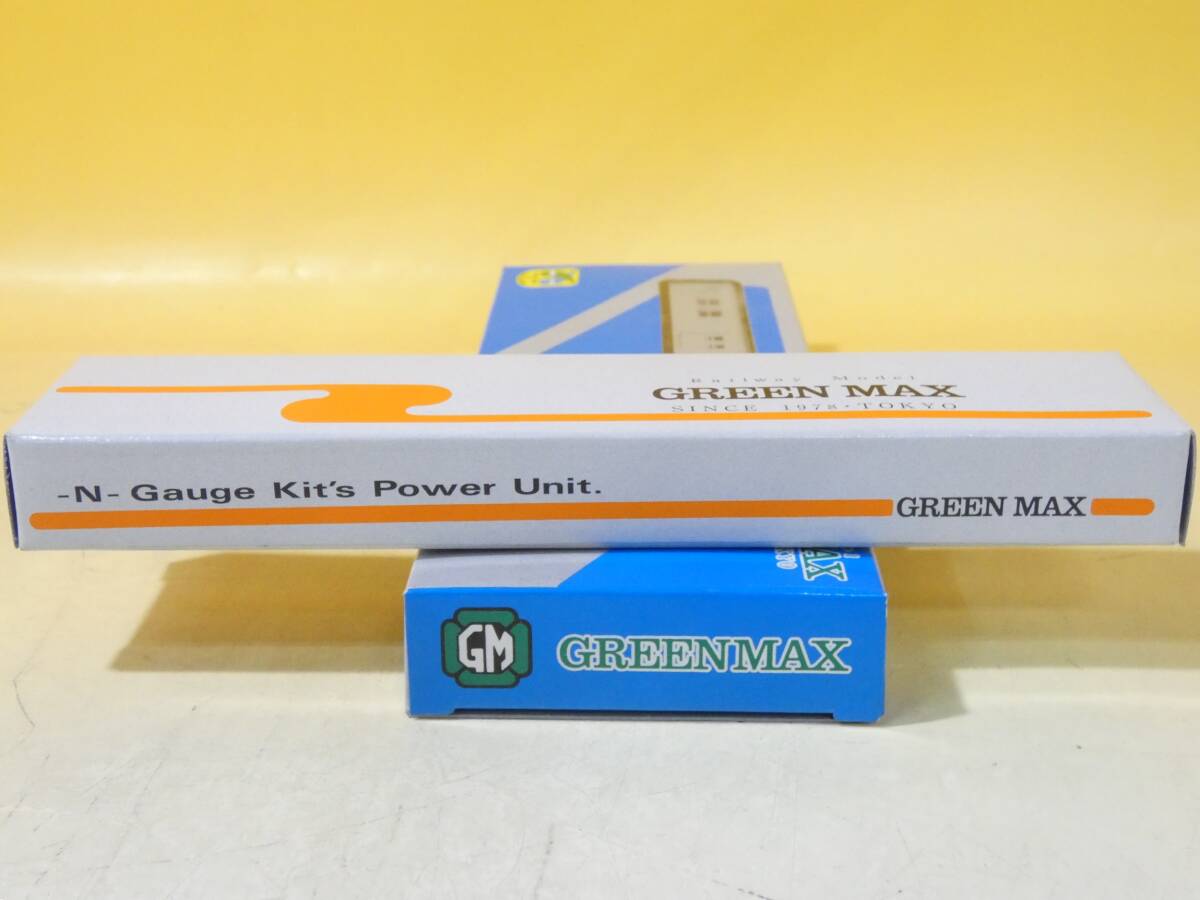 Railway Model
GREEN MAX
SINCE 1978・TOKYO
-N- Gauge Kit's Power Unit.
GREEN MAX
GM
GREENMAX